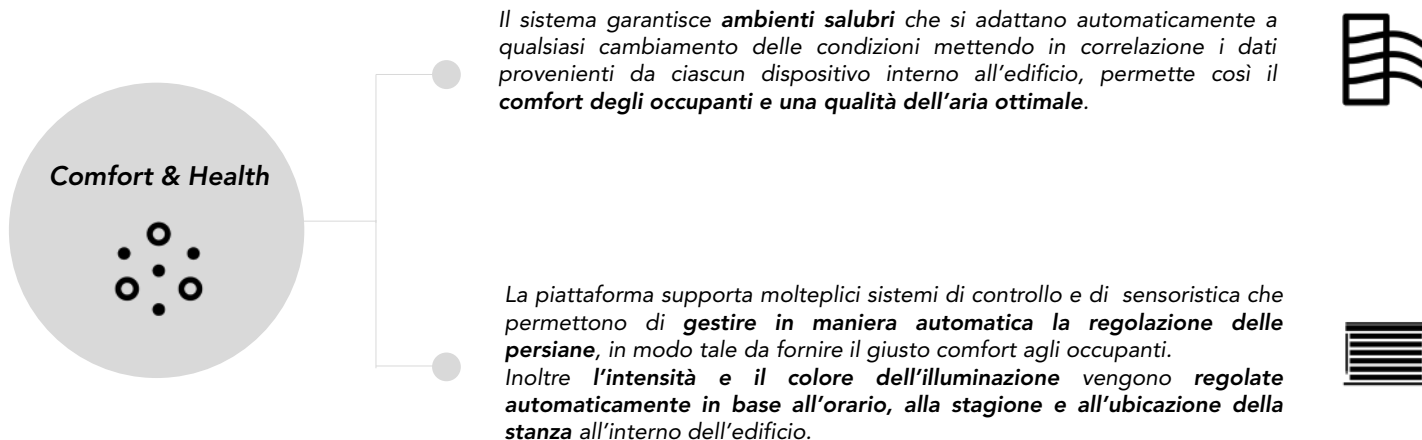 Comfort & Health
Il sistema garantisce ambienti salubri che si adattano automaticamente a
qualsiasi cambiamento delle condizioni mettendo in correlazione i dati
provenienti da ciascun dispositivo interno all'edificio, permette così il
comfort degli occupanti e una qualità dell'aria ottimale.
La piattaforma supporta molteplici sistemi di controllo e di sensoristica che
permettono di gestire in maniera automatica la regolazione delle
persiane, in modo tale da fornire il giusto comfort agli occupanti.
Inoltre l'intensità e il colore dell'illuminazione vengono regolate
automaticamente in base all'orario, alla stagione e all'ubicazione della
stanza all'interno dell'edificio.